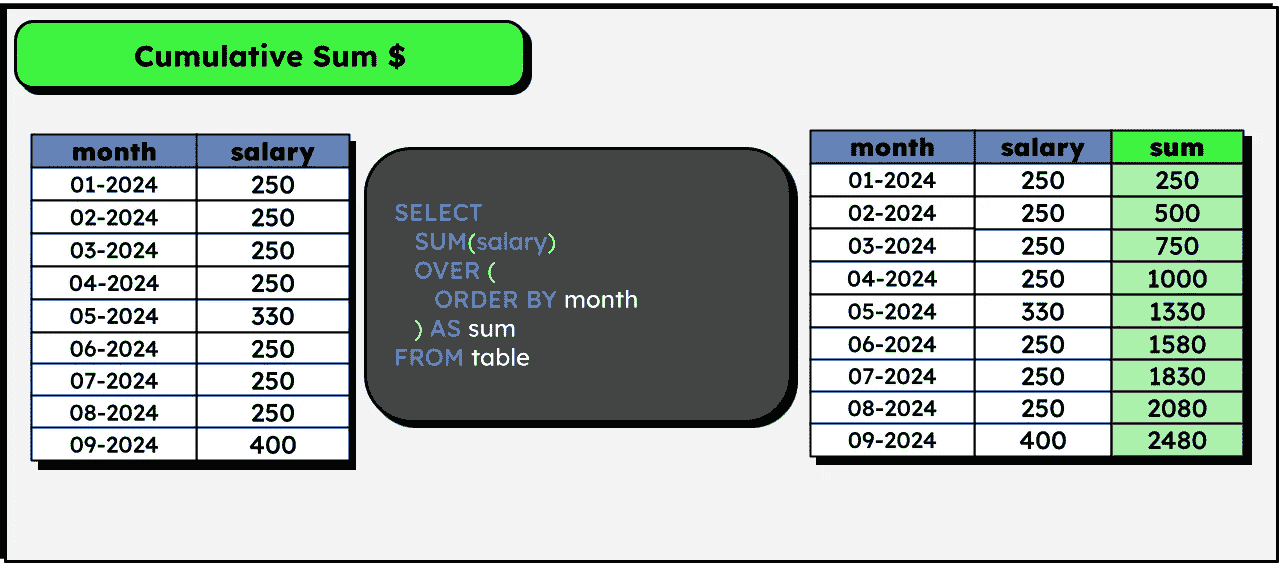 Cumulative Sum $
month salary
01-2024 250
02-2024 250
03-2024 250
04-2024 250
05-2024 330
06-2024 250
07-2024 250
08-2024 250
09-2024 400
SELECT
SUM(salary)
OVER (
ORDER BY month
) AS sum
FROM table
month salary sum
01-2024 250 250
02-2024 250 500
03-2024 250 750
04-2024 250 1000
05-2024 330 1330
06-2024 250 1580
07-2024 250 1830
08-2024 250 2080
09-2024 400 2480